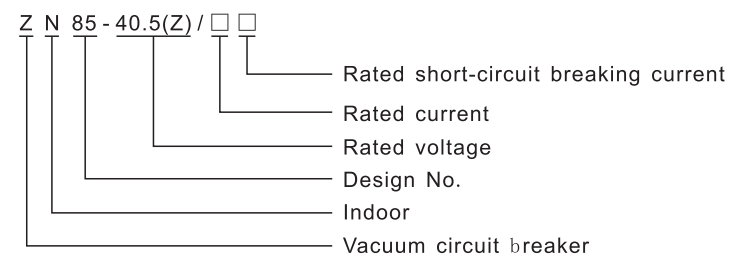 Z N 85-40.5(Z)/□ □
Rated short-circuit breaking current
Rated current
Rated voltage
Design No.
Indoor
Vacuum circuit breaker